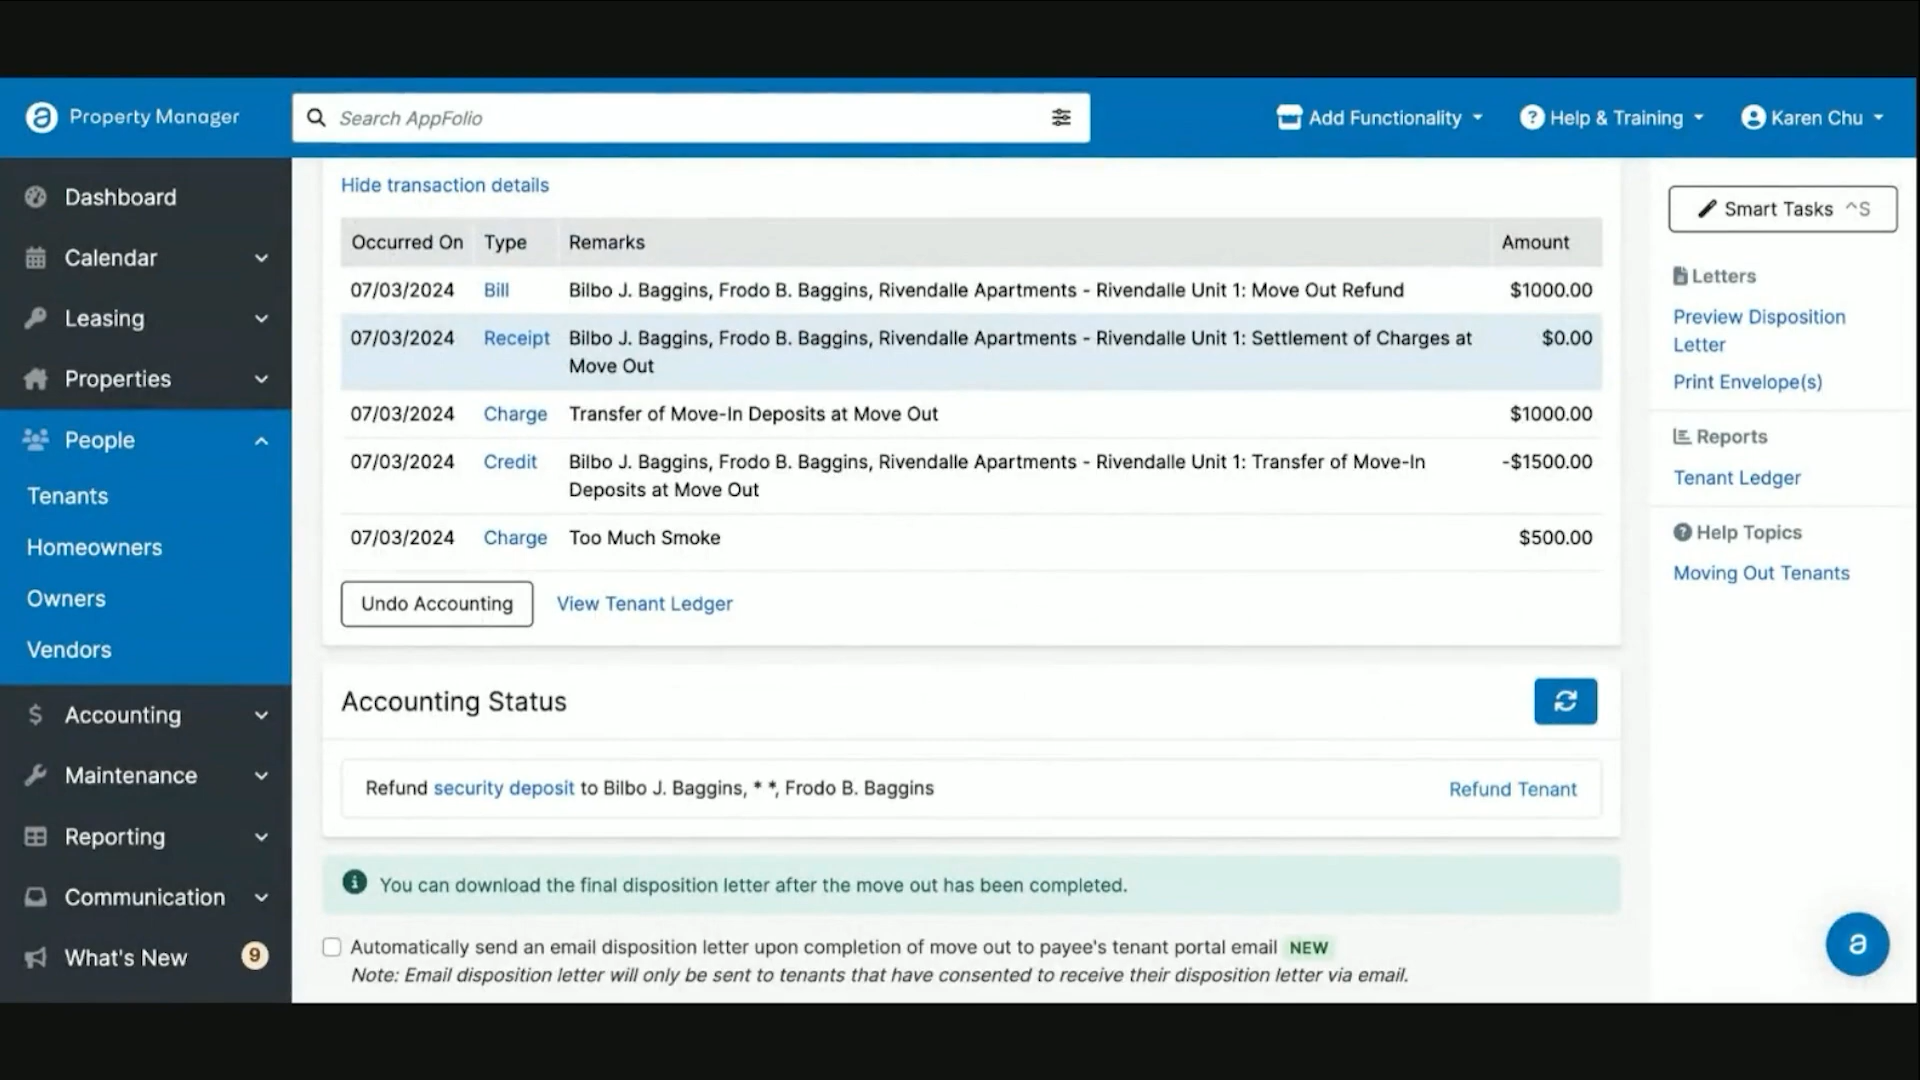 Property Manager
Search AppFolio
Add Functionality
Help & Training
Karen Chu
Dashboard
Calendar
Leasing
Properties
People
Tenants
Homeowners
Owners
Vendors
Accounting
Maintenance
Reporting
Communication
What's New 9
Hide transaction details
Occurred On Type Remarks Amount
07/03/2024 Bill Bilbo J. Baggins, Frodo B. Baggins, Rivendalle Apartments - Rivendalle Unit 1: Move Out Refund $1000.00
07/03/2024 Receipt Bilbo J. Baggins, Frodo B. Baggins, Rivendalle Apartments - Rivendalle Unit 1: Settlement of Charges at $0.00
Move Out
07/03/2024 Charge Transfer of Move-In Deposits at Move Out $1000.00
07/03/2024 Credit Bilbo J. Baggins, Frodo B. Baggins, Rivendalle Apartments - Rivendalle Unit 1: Transfer of Move-In -$1500.00
Deposits at Move Out
07/03/2024 Charge Too Much Smoke $500.00
Undo Accounting View Tenant Ledger
Accounting Status
Refund security deposit to Bilbo J. Baggins, * *, Frodo B. Baggins Refund Tenant
You can download the final disposition letter after the move out has been completed.
Automatically send an email disposition letter upon completion of move out to payee's tenant portal email NEW
Note: Email disposition letter will only be sent to tenants that have consented to receive their disposition letter via email.
Smart Tasks ^S
Letters
Preview Disposition
Letter
Print Envelope(s)
Reports
Tenant Ledger
Help Topics
Moving Out Tenants